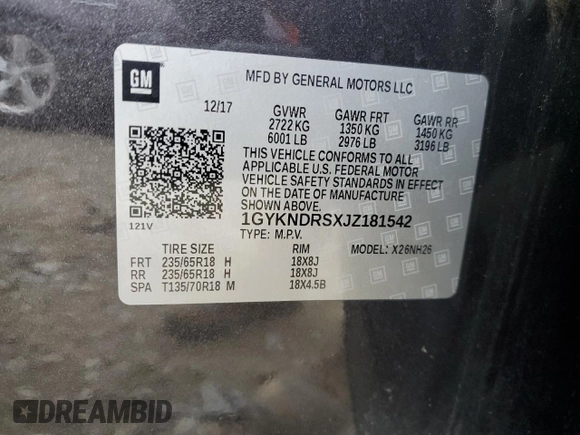 GM
MFD BY GENERAL MOTORS LLC
12/17 GVWR GAWR FRT GAWR RR
2722 KG 1350 KG 1450 KG
6001 LB 2976 LB 3196 LB
THIS VEHICLE CONFORMS TO ALL
APPLICABLE U.S. FEDERAL MOTOR
VEHICLE SAFETY STANDARDS IN EFFECT
ON THE DATE OF MANUFACTURE
SHOWN ABOVE.
1GYKNDRSXJZ181542
121V TYPE: M.P.V. MODEL: X26NH26
TIRE SIZE RIM
FRT 235/65R18 H 18X8J
RR 235/65R18 H 18X8J
SPA T135/70R18 M 18X4.5B
DREAMBID